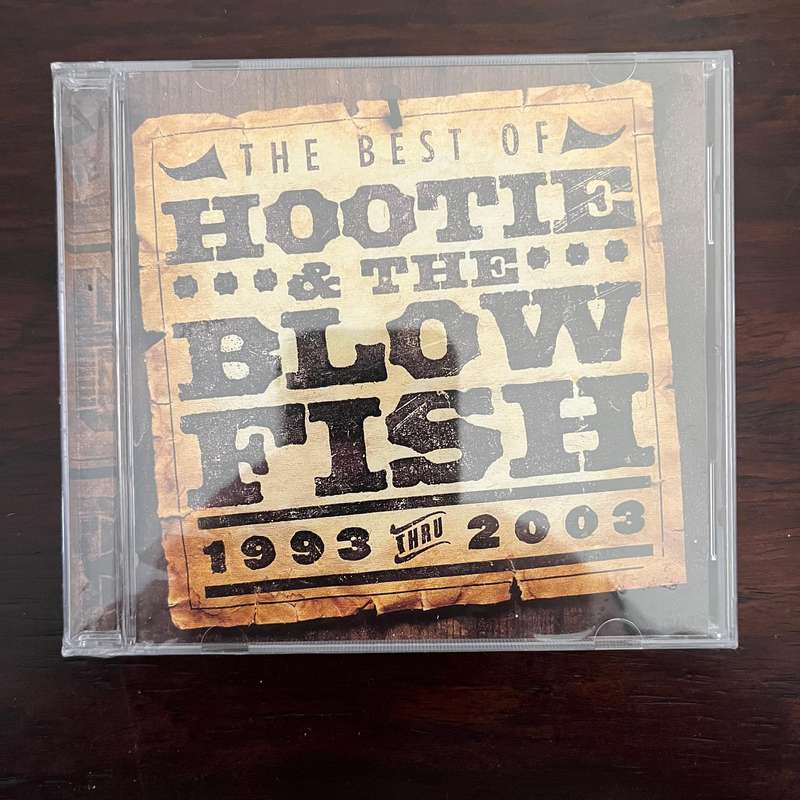 THE BEST OF
HOOTIE
& THE
BLOW
FISH
1993 THRU 2003